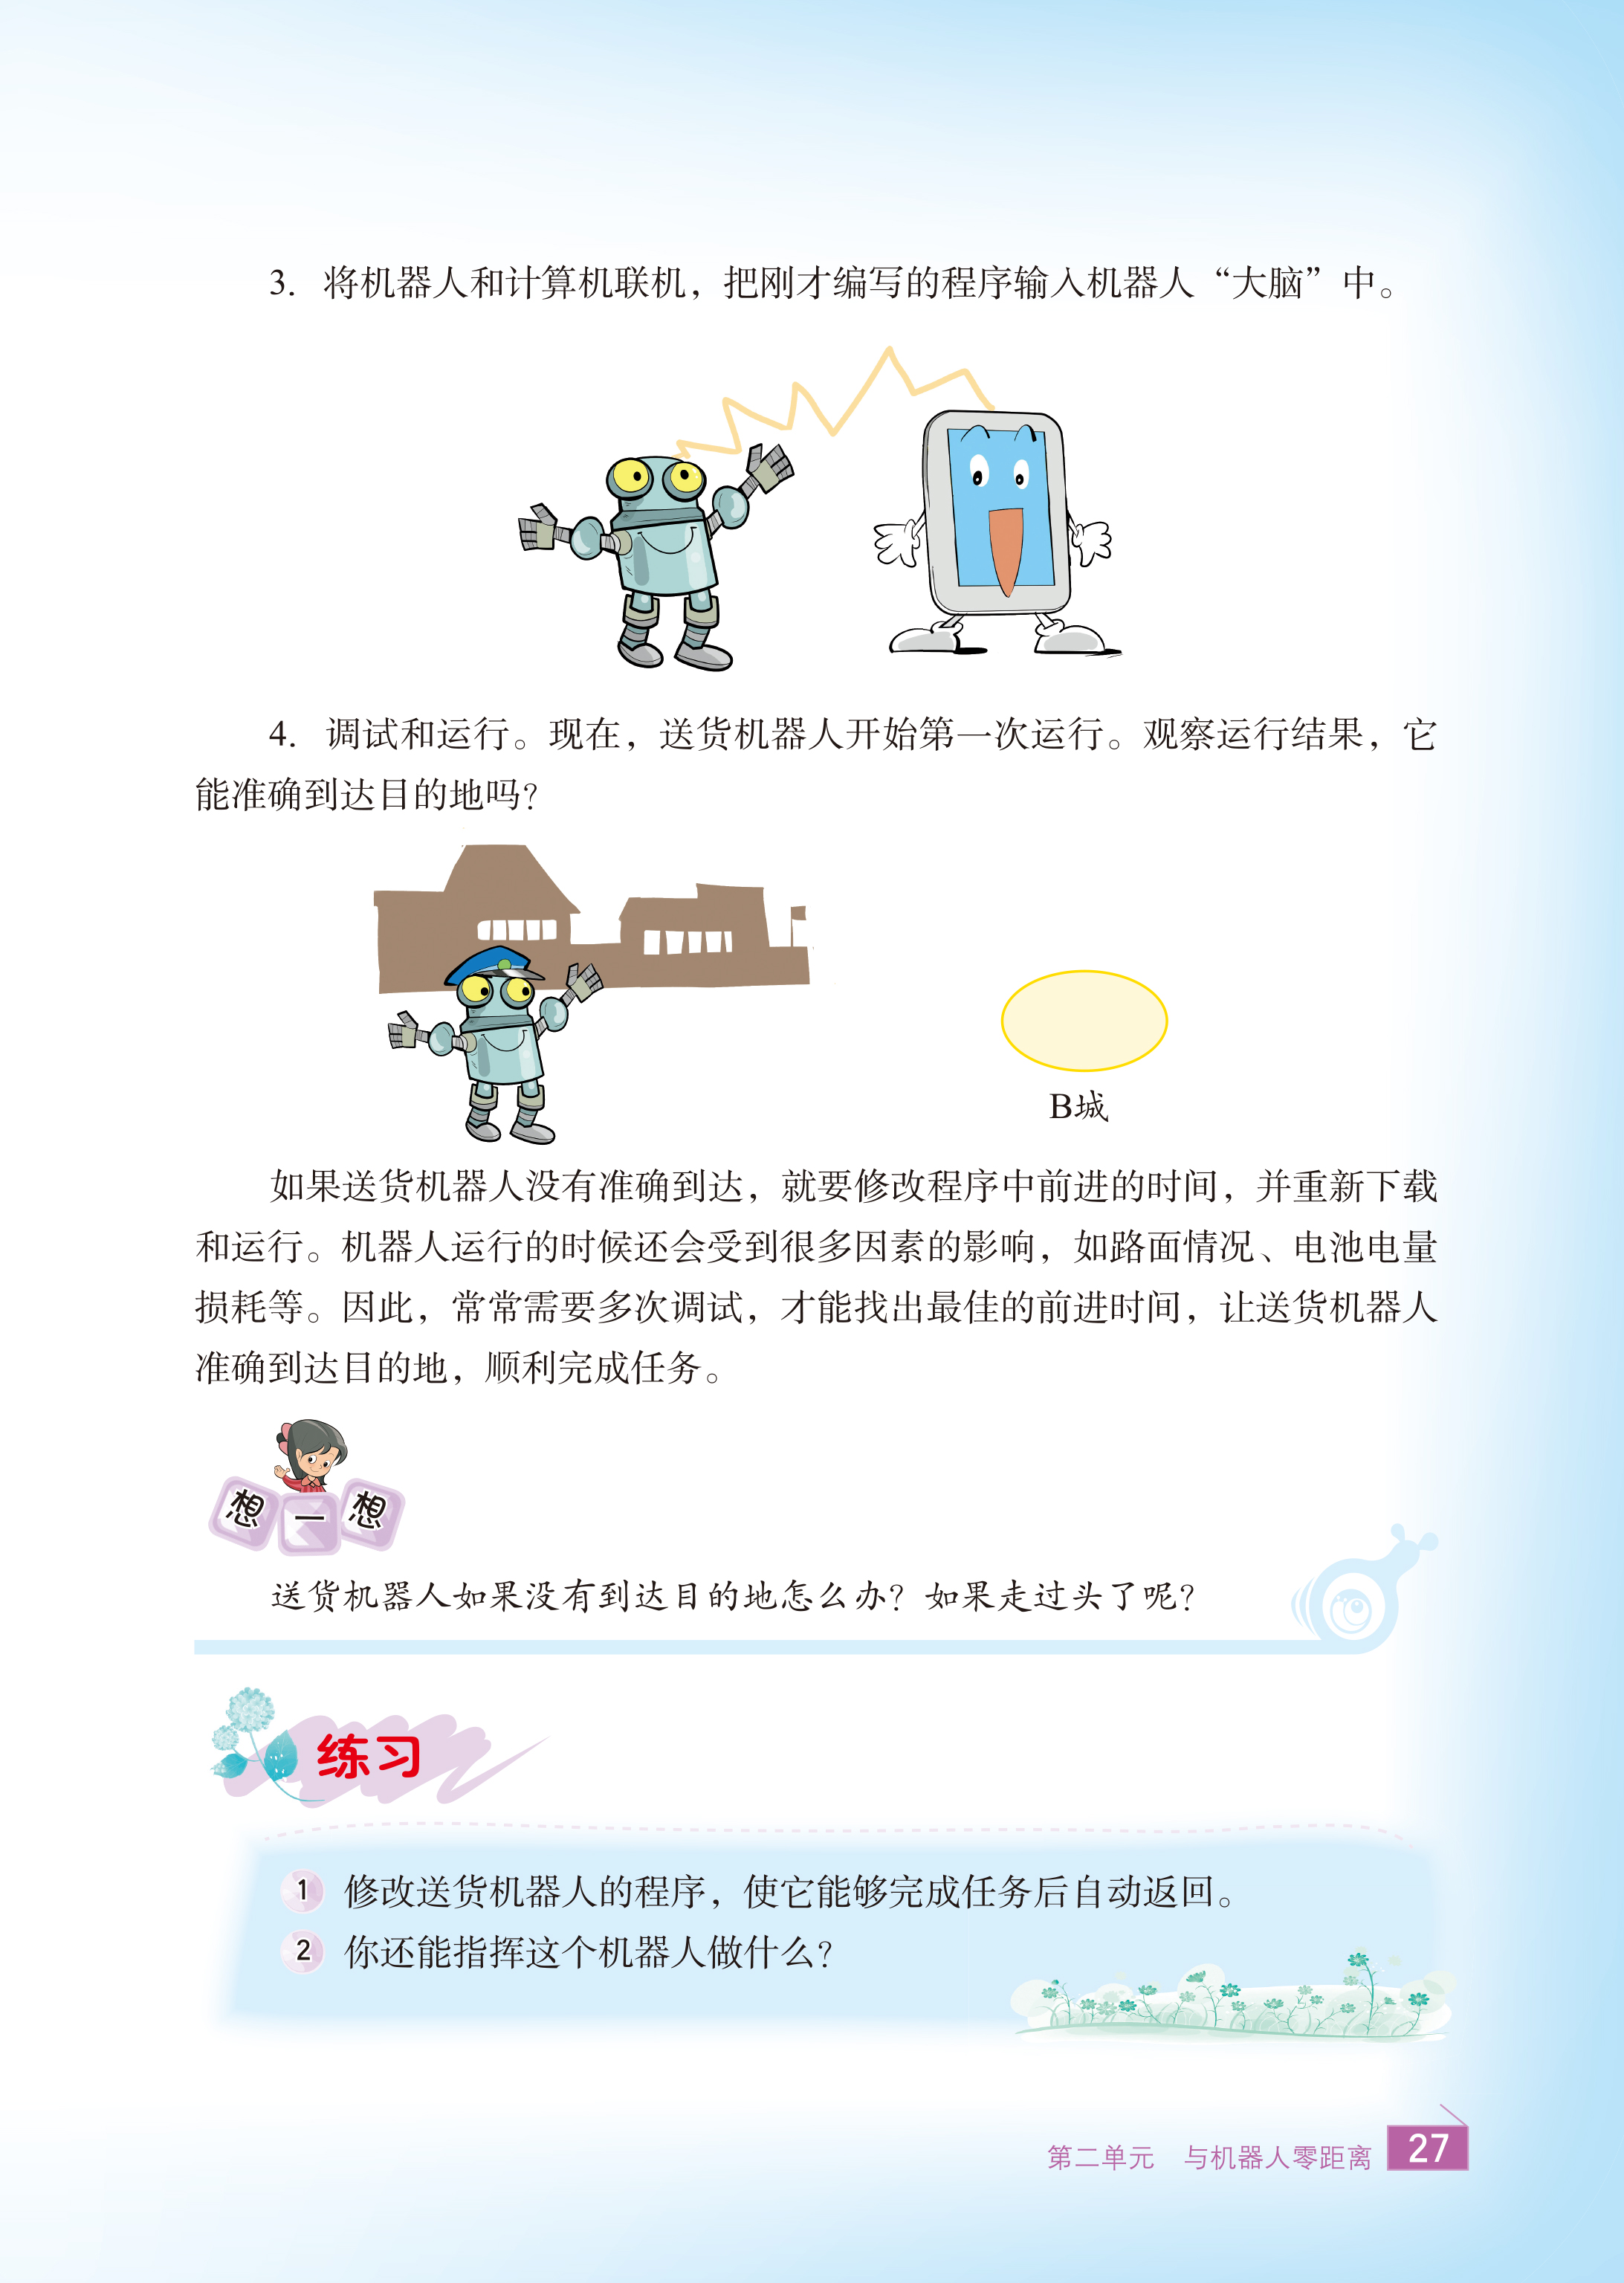 3. 将机器人和计算机联机，把刚才编写的程序输入机器人“大脑”中。
4. 调试和运行。现在，送货机器人开始第一次运行。观察运行结果，它
能准确到达目的地吗？
B城
如果送货机器人没有准确到达，就要修改程序中前进的时间，并重新下载
和运行。机器人运行的时候还会受到很多因素的影响，如路面情况、电池电量
损耗等。因此，常常需要多次调试，才能找出最佳的前进时间，让送货机器人
准确到达目的地，顺利完成任务。
想一想
送货机器人如果没有到达目的地怎么办？如果走过头了呢？
练习
1 修改送货机器人的程序，使它能够完成任务后自动返回。
2 你还能指挥这个机器人做什么？
第二单元 与机器人零距离 27